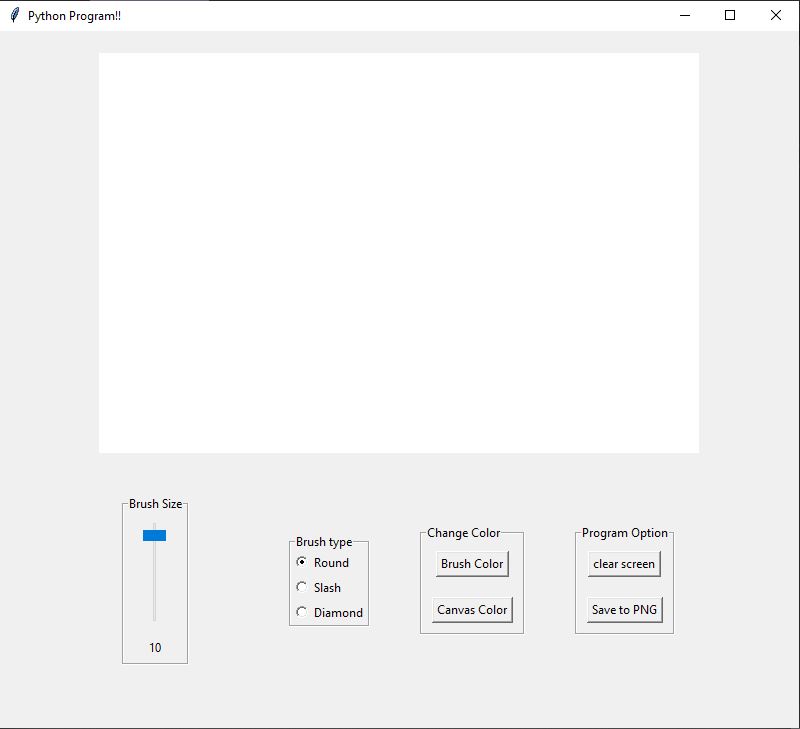 Python Program!!
Brush Size
10
Brush type
Round
Slash
Diamond
Change Color
Brush Color
Canvas Color
Program Option
clear screen
Save to PNG